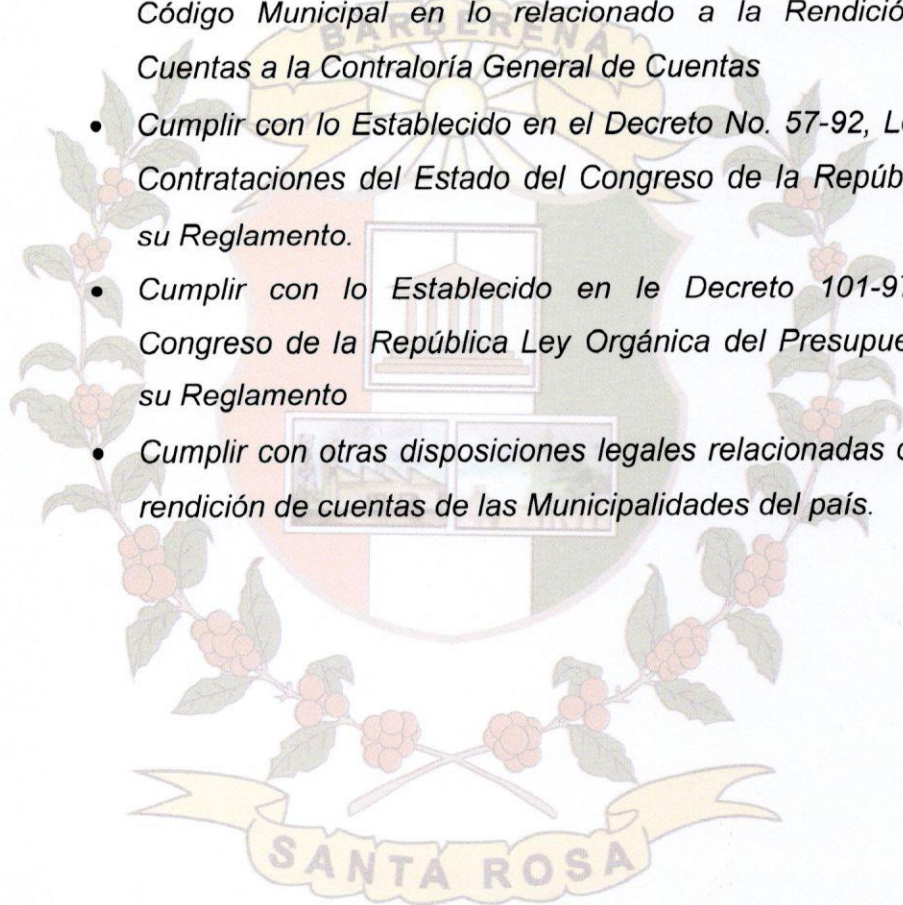 Código Municipal en lo relacionado a la Rendició
BARBERENA
Cuentas a la Contraloría General de Cuentas
• Cumplir con lo Establecido en el Decreto No. 57-92, L
Contrataciones del Estado del Congreso de la Repúb
su Reglamento.
• Cumplir con lo Establecido en le Decreto 101-97
Congreso de la República Ley Orgánica del Presupue
su Reglamento
• Cumplir con otras disposiciones legales relacionadas
rendición de cuentas de las Municipalidades del país.
SANTA ROSA